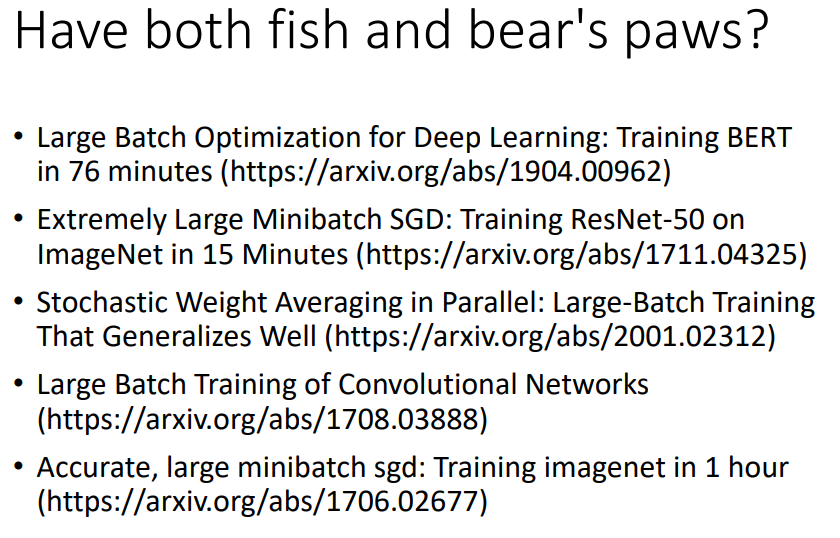 Have both fish and bear's paws?
• Large Batch Optimization for Deep Learning: Training BERT
in 76 minutes (https://arxiv.org/abs/1904.00962)
• Extremely Large Minibatch SGD: Training ResNet-50 on
ImageNet in 15 Minutes (https://arxiv.org/abs/1711.04325)
• Stochastic Weight Averaging in Parallel: Large-Batch Training
That Generalizes Well (https://arxiv.org/abs/2001.02312)
• Large Batch Training of Convolutional Networks
(https://arxiv.org/abs/1708.03888)
• Accurate, large minibatch sgd: Training imagenet in 1 hour
(https://arxiv.org/abs/1706.02677)